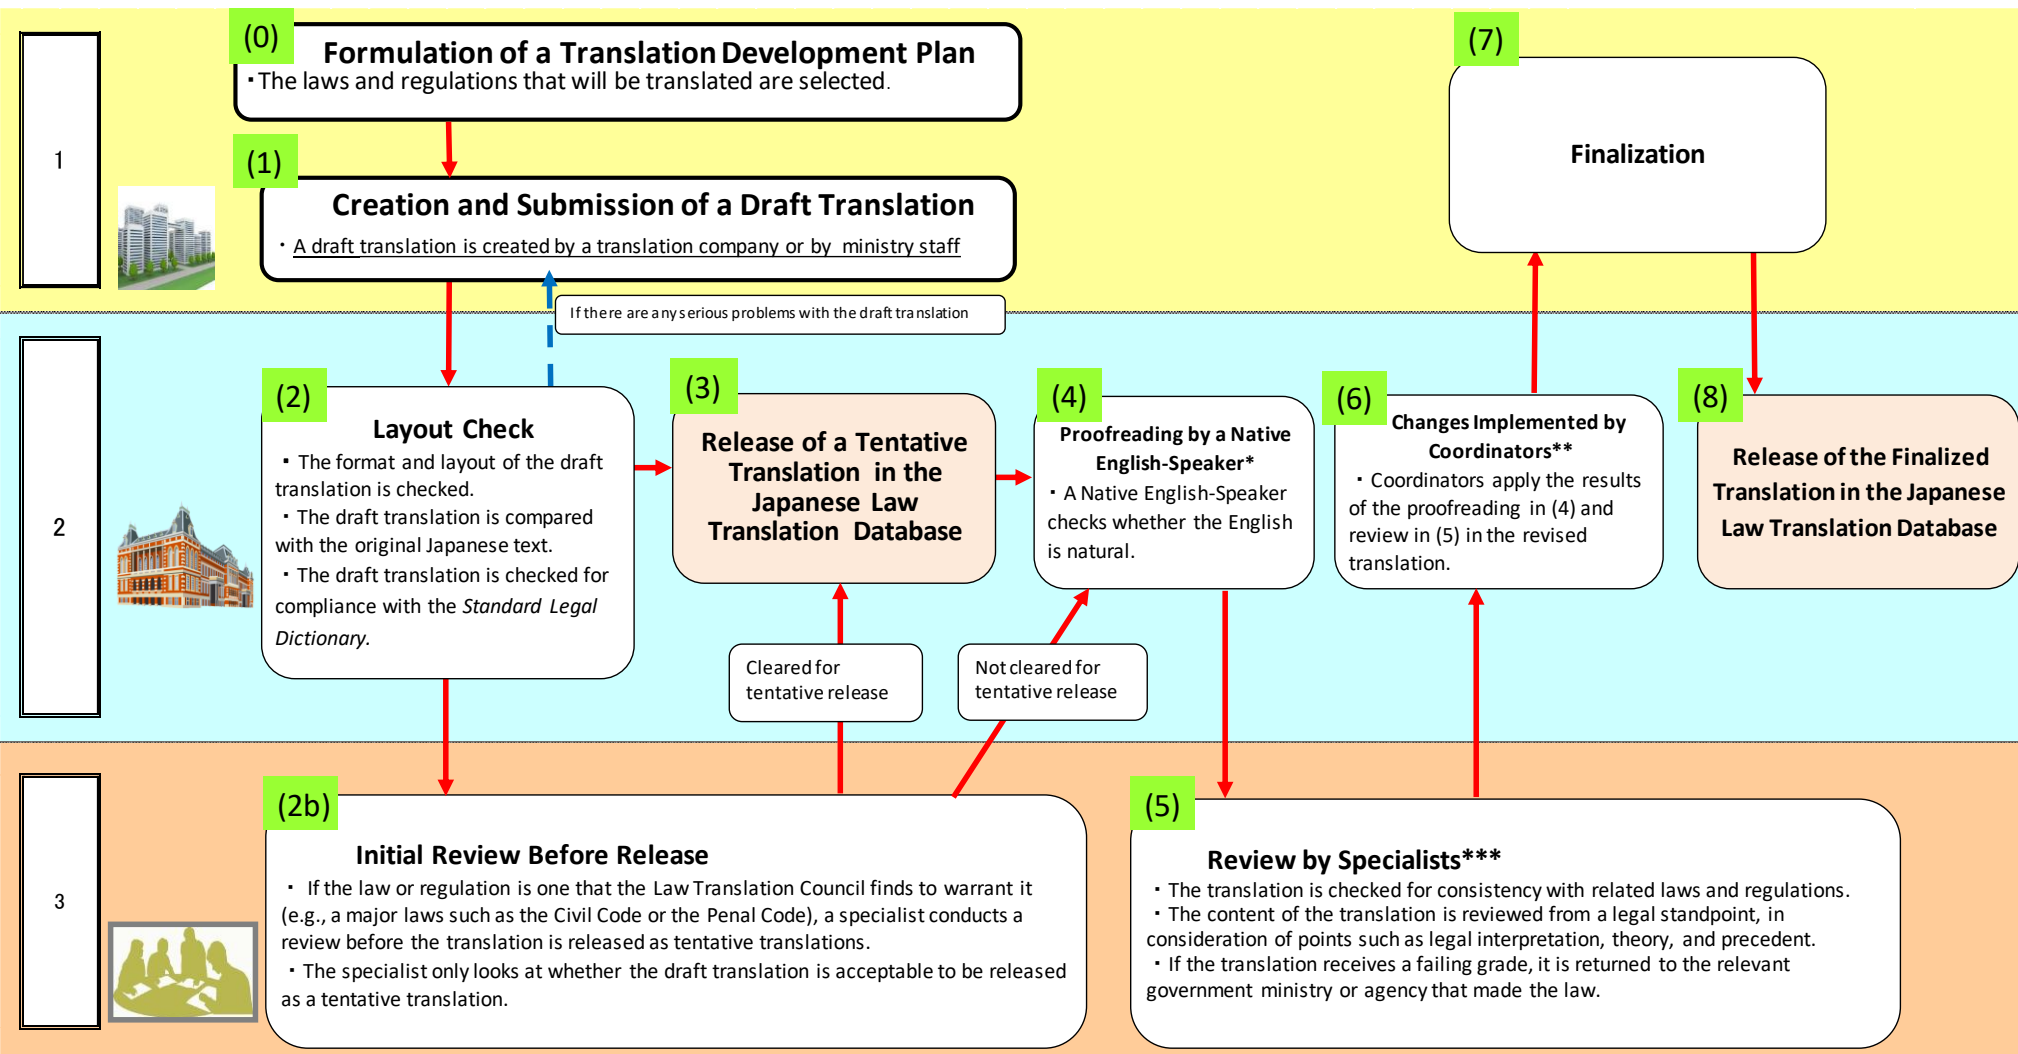 1
(0)
Formulation of a Translation Development Plan
・The laws and regulations that will be translated are selected.
(1)
Creation and Submission of a Draft Translation
・A draft translation is created by a translation company or by ministry staff
(7)
Finalization
If there are any serious problems with the draft translation
2
(2)
Layout Check
・The format and layout of the draft
translation is checked.
・The draft translation is compared
with the original Japanese text.
・The draft translation is checked for
compliance with the Standard Legal
Dictionary.
(3)
Release of a Tentative
Translation in the
Japanese Law
Translation Database
(4)
Proofreading by a Native
English-Speaker*
・A Native English-Speaker
checks whether the English
is natural.
(6)
Changes Implemented by
Coordinators**
・Coordinators apply the results
of the proofreading in (4) and
review in (5) in the revised
translation.
(8)
Release of the Finalized
Translation in the Japanese
Law Translation Database
Cleared for
tentative release
Not cleared for
tentative release
3
(2b)
Initial Review Before Release
・If the law or regulation is one that the Law Translation Council finds to warrant it
(e.g., a major laws such as the Civil Code or the Penal Code), a specialist conducts a
review before the translation is released as tentative translations.
・The specialist only looks at whether the draft translation is acceptable to be released
as a tentative translation.
(5)
Review by Specialists***
・The translation is checked for consistency with related laws and regulations.
・The content of the translation is reviewed from a legal standpoint, in
consideration of points such as legal interpretation, theory, and precedent.
・If the translation receives a failing grade, it is returned to the relevant
government ministry or agency that made the law.